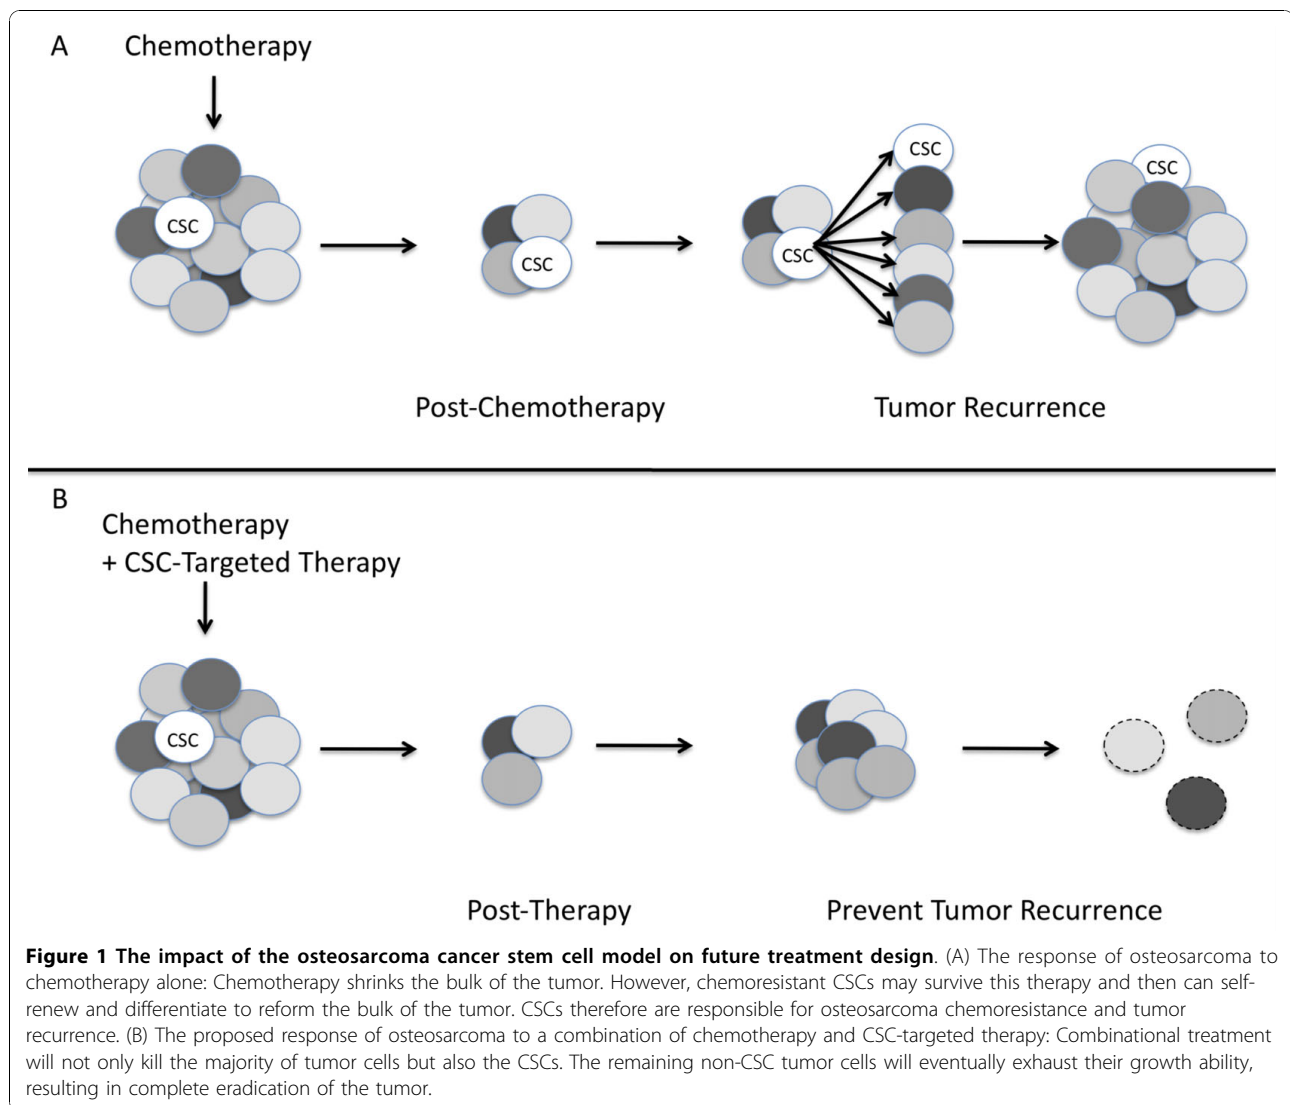 A
Chemotherapy
CSC
CSC
CSC
CSC
CSC
Post-Chemotherapy
Tumor Recurrence
B
Chemotherapy
+ CSC-Targeted Therapy
CSC
Post-Therapy
Prevent Tumor Recurrence
Figure 1 The impact of the osteosarcoma cancer stem cell model on future treatment design. (A) The response of osteosarcoma to
chemotherapy alone: Chemotherapy shrinks the bulk of the tumor. However, chemoresistant CSCs may survive this therapy and then can self-
renew and differentiate to reform the bulk of the tumor. CSCs therefore are responsible for osteosarcoma chemoresistance and tumor
recurrence. (B) The proposed response of osteosarcoma to a combination of chemotherapy and CSC-targeted therapy: Combinational treatment
will not only kill the majority of tumor cells but also the CSCs. The remaining non-CSC tumor cells will eventually exhaust their growth ability,
resulting in complete eradication of the tumor.